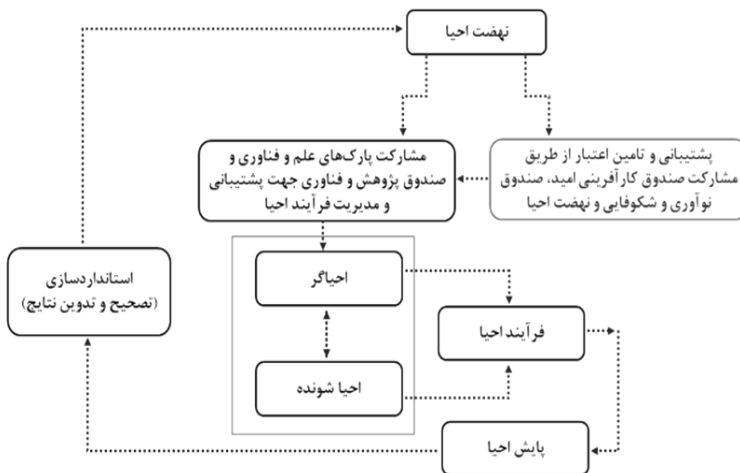 نهضت احیا
مشارکت پارک‌های علم و فناوری و
صندوق پژوهش و فناوری جهت پشتیبانی
و مدیریت فرآیند احیا
پشتیبانی و تامین اعتبار از طریق
مشارکت صندوق کارآفرینی امید، صندوق
نوآوری و شکوفایی و نهضت احیا
احیاگر
احیا شونده
فرآیند احیا
پایش احیا
استانداردسازی
(تصحیح و تدوین نتایج)